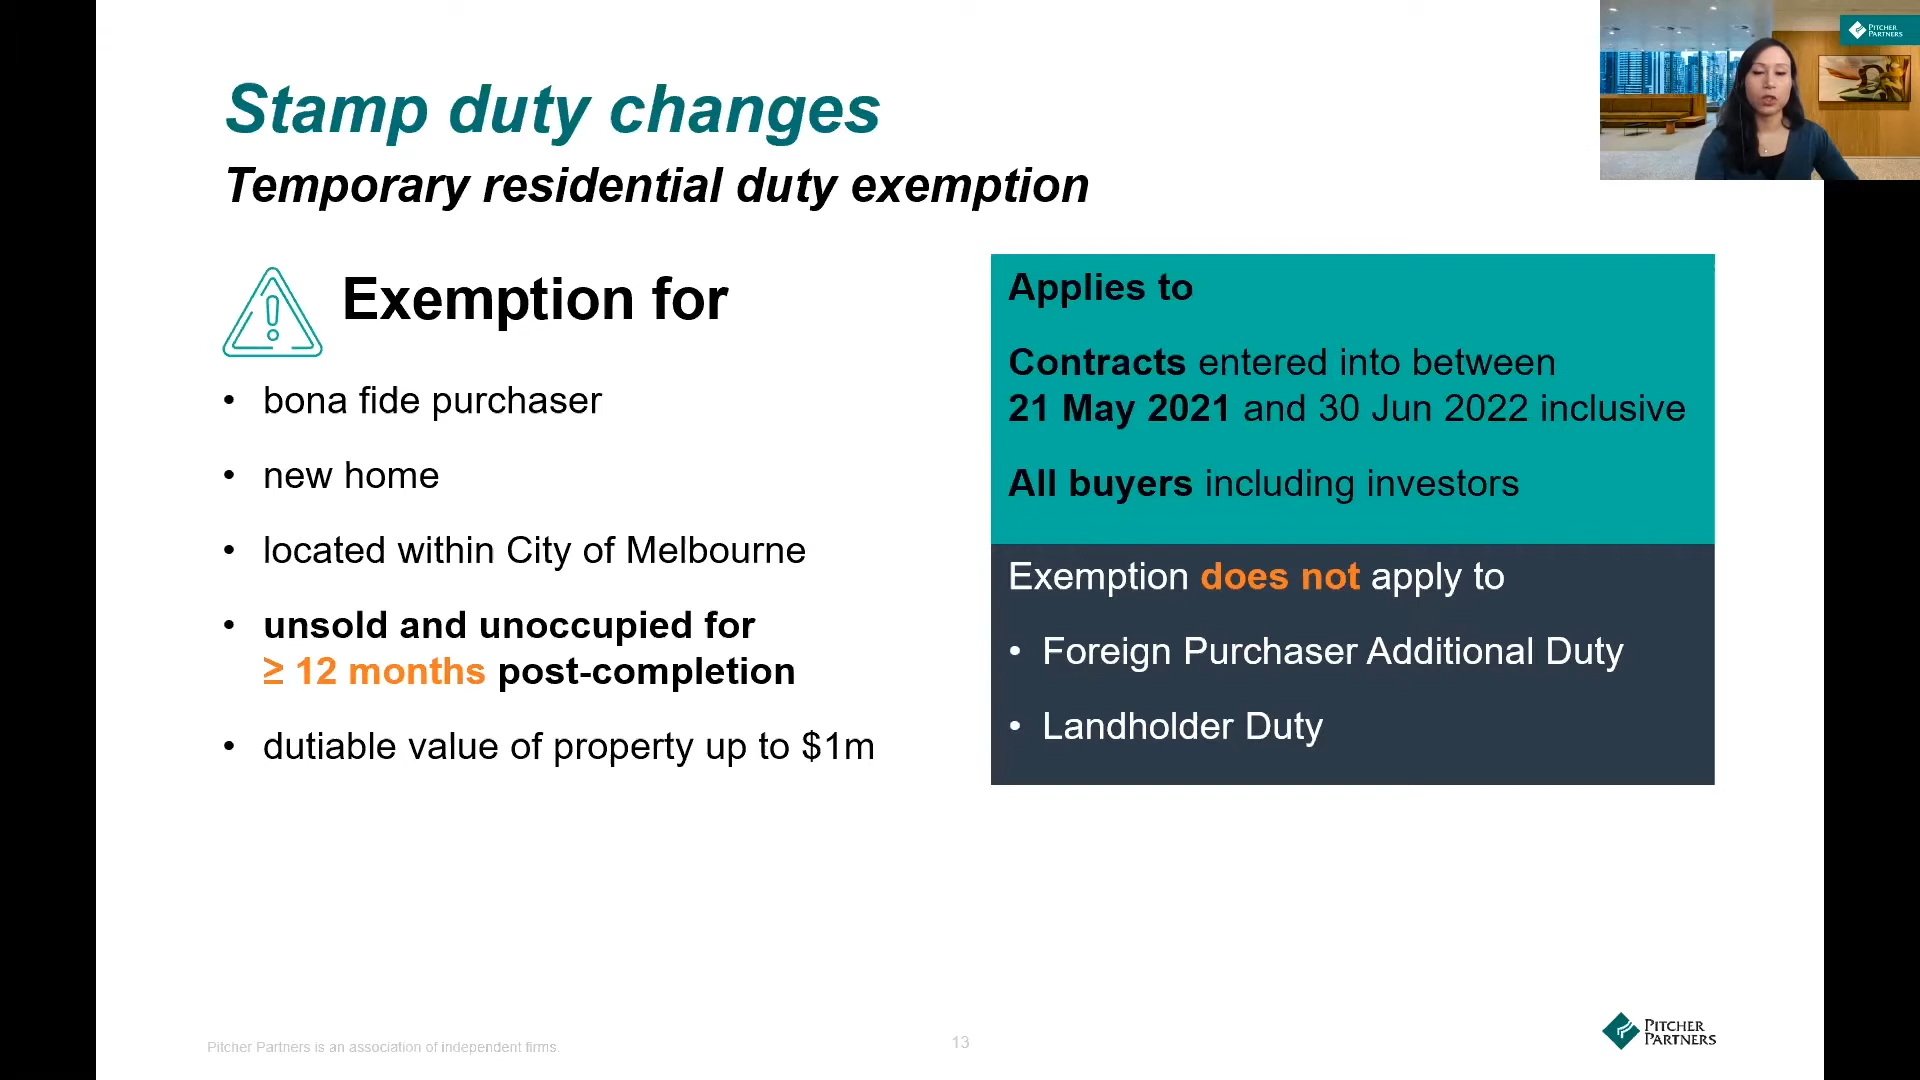 Stamp duty changes
Temporary residential duty exemption
Exemption for
• bona fide purchaser
• new home
• located within City of Melbourne
• unsold and unoccupied for
≥ 12 months post-completion
• dutiable value of property up to $1m
Applies to
Contracts entered into between
21 May 2021 and 30 Jun 2022 inclusive
All buyers including investors
Exemption does not apply to
• Foreign Purchaser Additional Duty
• Landholder Duty
PITCHER
PARTNERS
Pitcher Partners is an association of independent firms.
13
PITCHER
PARTNERS